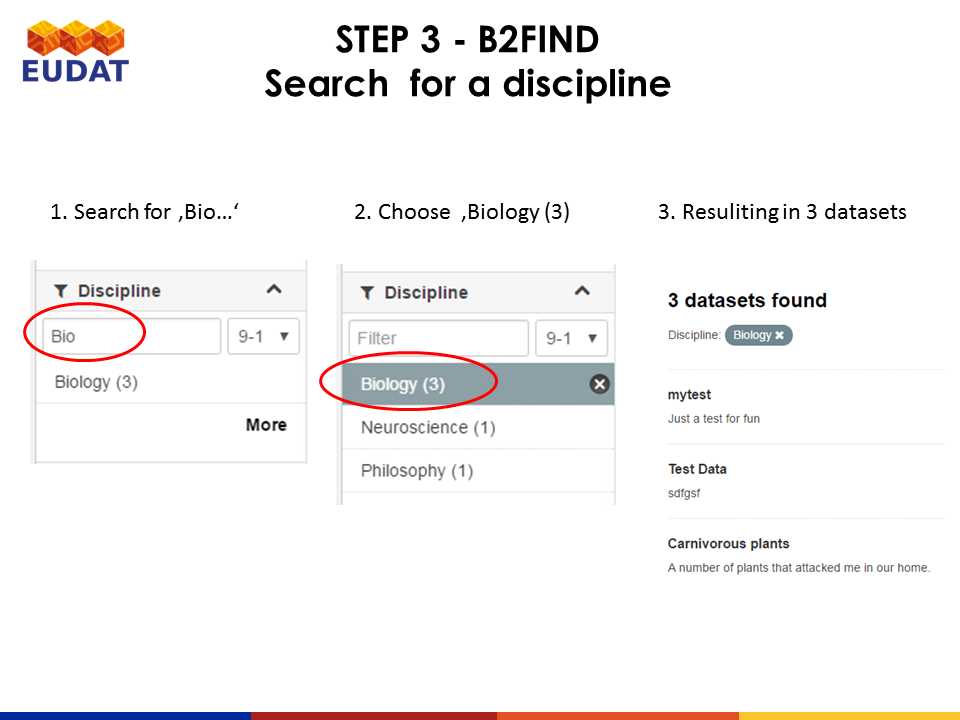 EUDAT
STEP 3 - B2FIND
Search for a discipline
1. Search for ‚Bio…‘
2. Choose ‚Biology (3)
3. Resuliting in 3 datasets
Discipline
Bio
9-1
Biology (3)
More
Discipline
Filter
9-1
Biology (3)
Neuroscience (1)
Philosophy (1)
3 datasets found
Discipline: Biology ✖
mytest
Just a test for fun
Test Data
sdfgsf
Carnivorous plants
A number of plants that attacked me in our home.